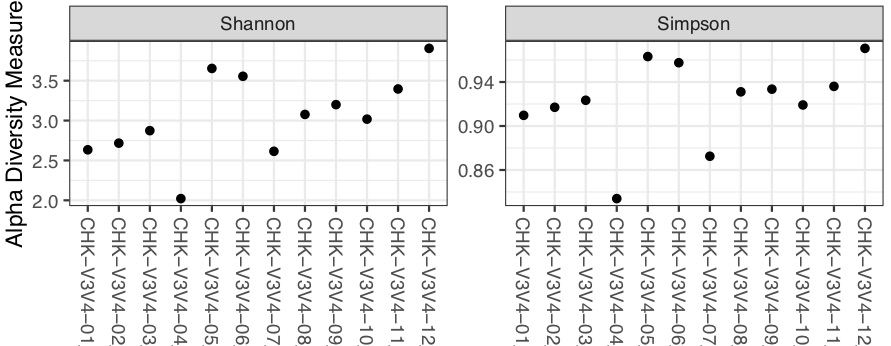 Alpha Diversity Measure
Shannon
3.5
3.0
2.5
2.0
CHK−V3V4−01
CHK−V3V4−02
CHK−V3V4−03
CHK−V3V4−04
CHK−V3V4−05
CHK−V3V4−06
CHK−V3V4−07
CHK−V3V4−08
CHK−V3V4−09
CHK−V3V4−10
CHK−V3V4−11
CHK−V3V4−12
Simpson
0.94
0.90
0.86
CHK−V3V4−01
CHK−V3V4−02
CHK−V3V4−03
CHK−V3V4−04
CHK−V3V4−05
CHK−V3V4−06
CHK−V3V4−07
CHK−V3V4−08
CHK−V3V4−09
CHK−V3V4−10
CHK−V3V4−11
CHK−V3V4−12